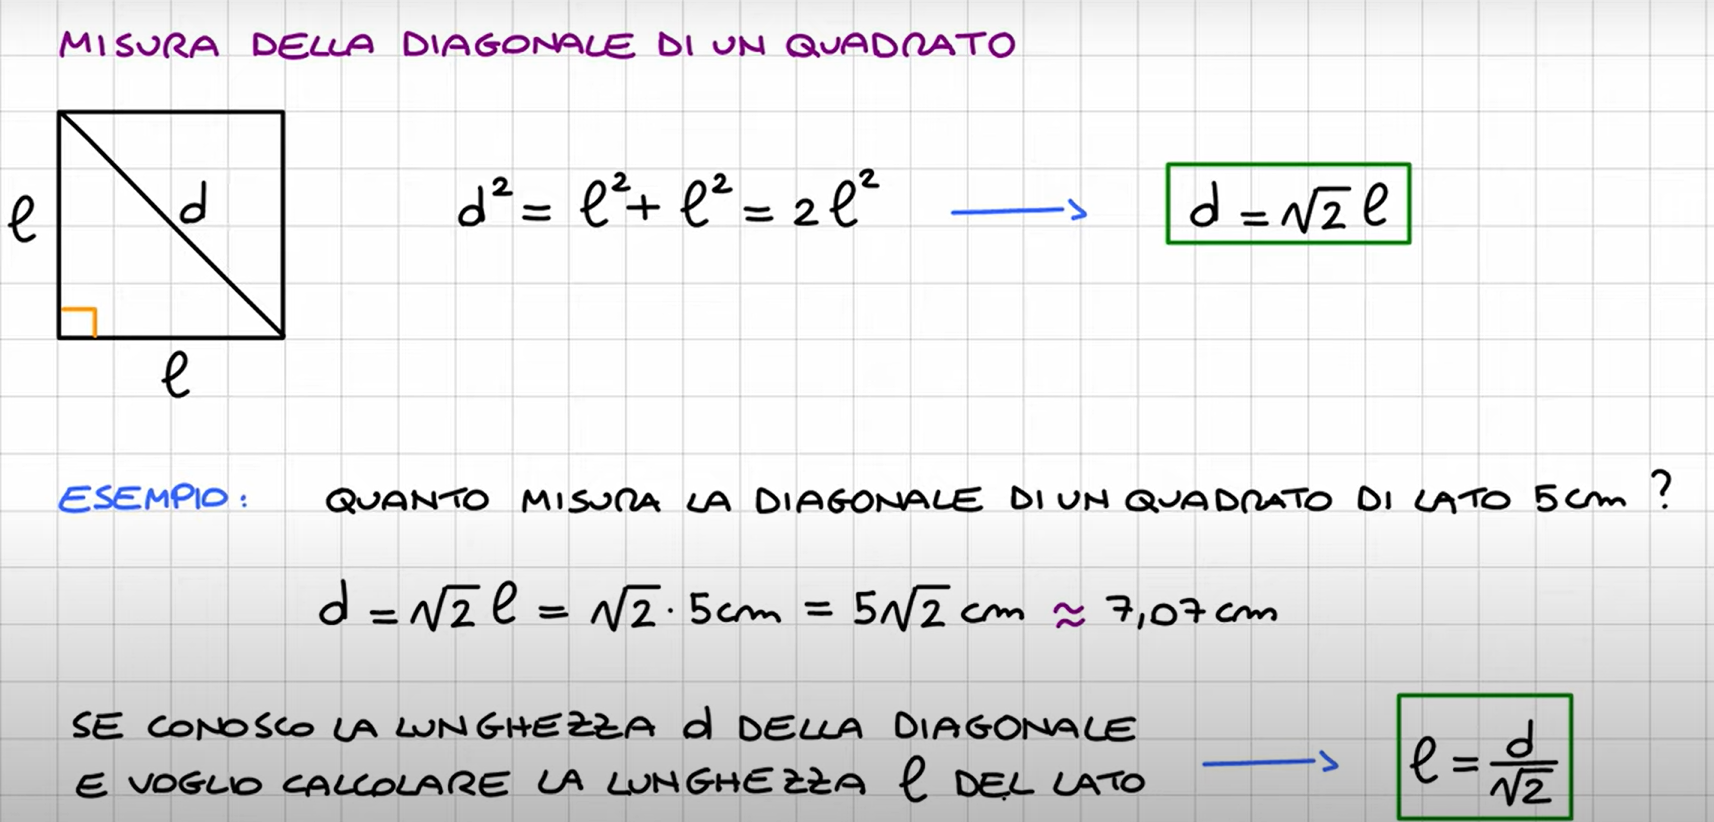 MISURA DELLA DIAGONALE DI UN QUADRATO
ℓ
d
ℓ
d² = ℓ² + ℓ² = 2ℓ²
d = √2 ℓ
ESEMPIO: QUANTO MISURA LA DIAGONALE DI UN QUADRATO DI LATO 5cm?
d = √2 ℓ = √2 · 5cm = 5√2 cm ≈ 7,07 cm
SE CONOSCO LA LUNGHEZZA d DELLA DIAGONALE
E VOGLIO CALCOLARE LA LUNGHEZZA ℓ DEL LATO
ℓ = d/√2